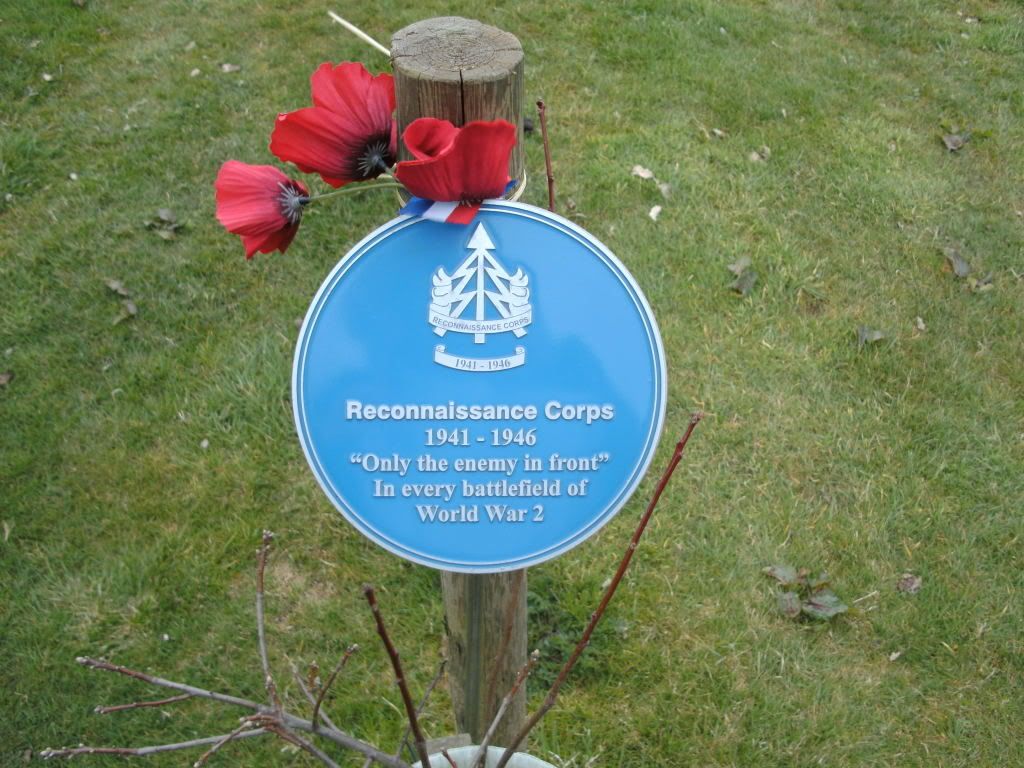 RECONNAISSANCE CORPS
1941 - 1946
Reconnaissance Corps
1941 - 1946
“Only the enemy in front”
In every battlefield of
World War 2